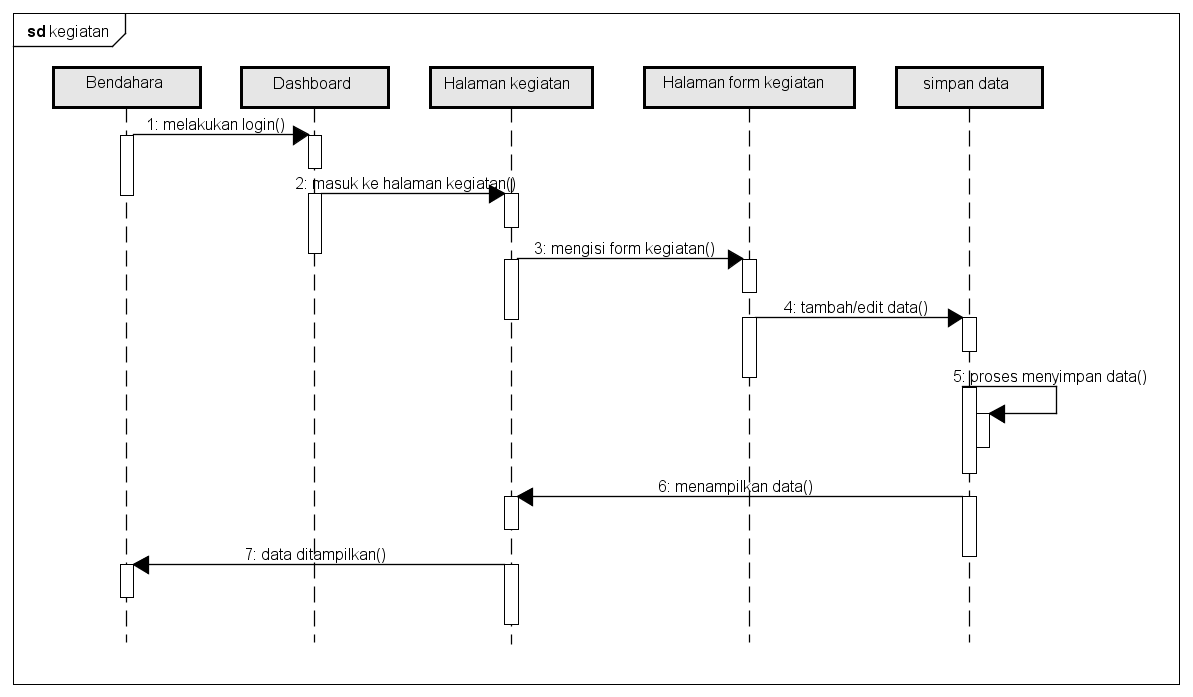 sd kegiatan
Bendahara
Dashboard
Halaman kegiatan
Halaman form kegiatan
simpan data
1: melakukan login()
2: masuk ke halaman kegiatan()
3: mengisi form kegiatan()
4: tambah/edit data()
5: proses menyimpan data()
6: menampilkan data()
7: data ditampilkan()